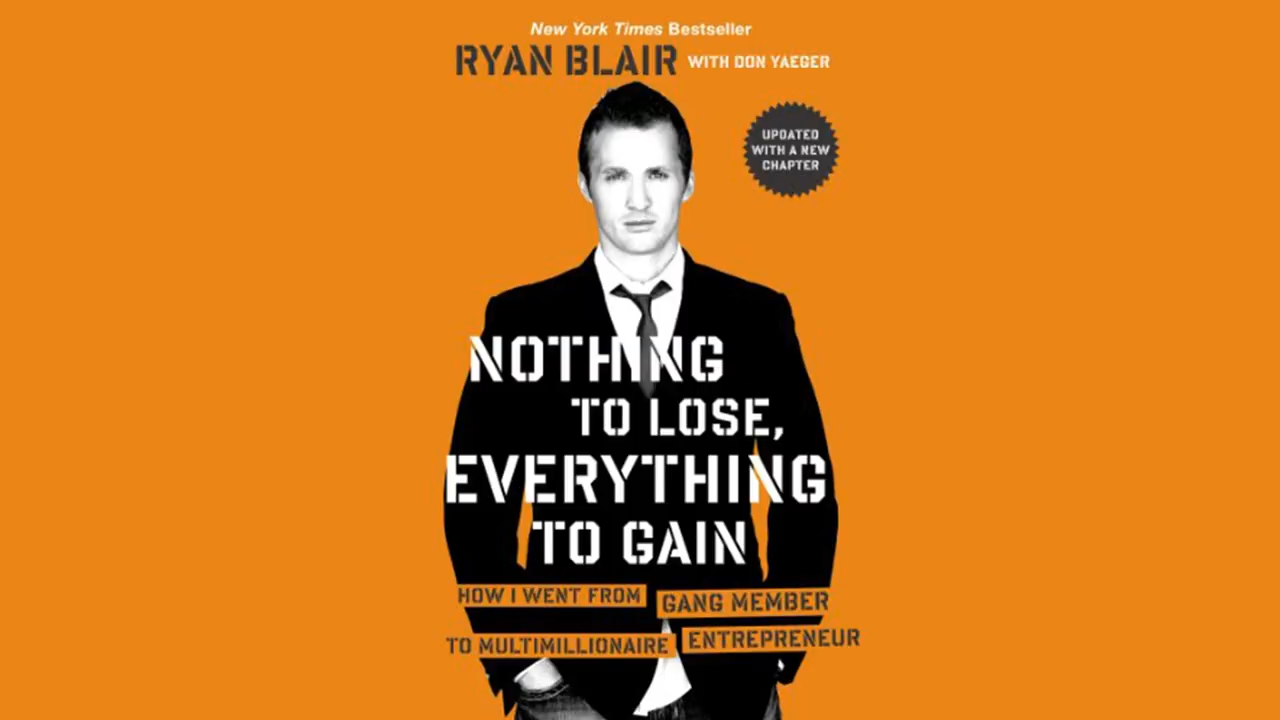 New York Times Bestseller
RYAN BLAIR WITH DON YAEGER
UPDATED
WITH A NEW
CHAPTER
NOTHING
TO LOSE,
EVERYTHING
TO GAIN
HOW I WENT FROM GANG MEMBER
TO MULTIMILLIONAIRE ENTREPRENEUR